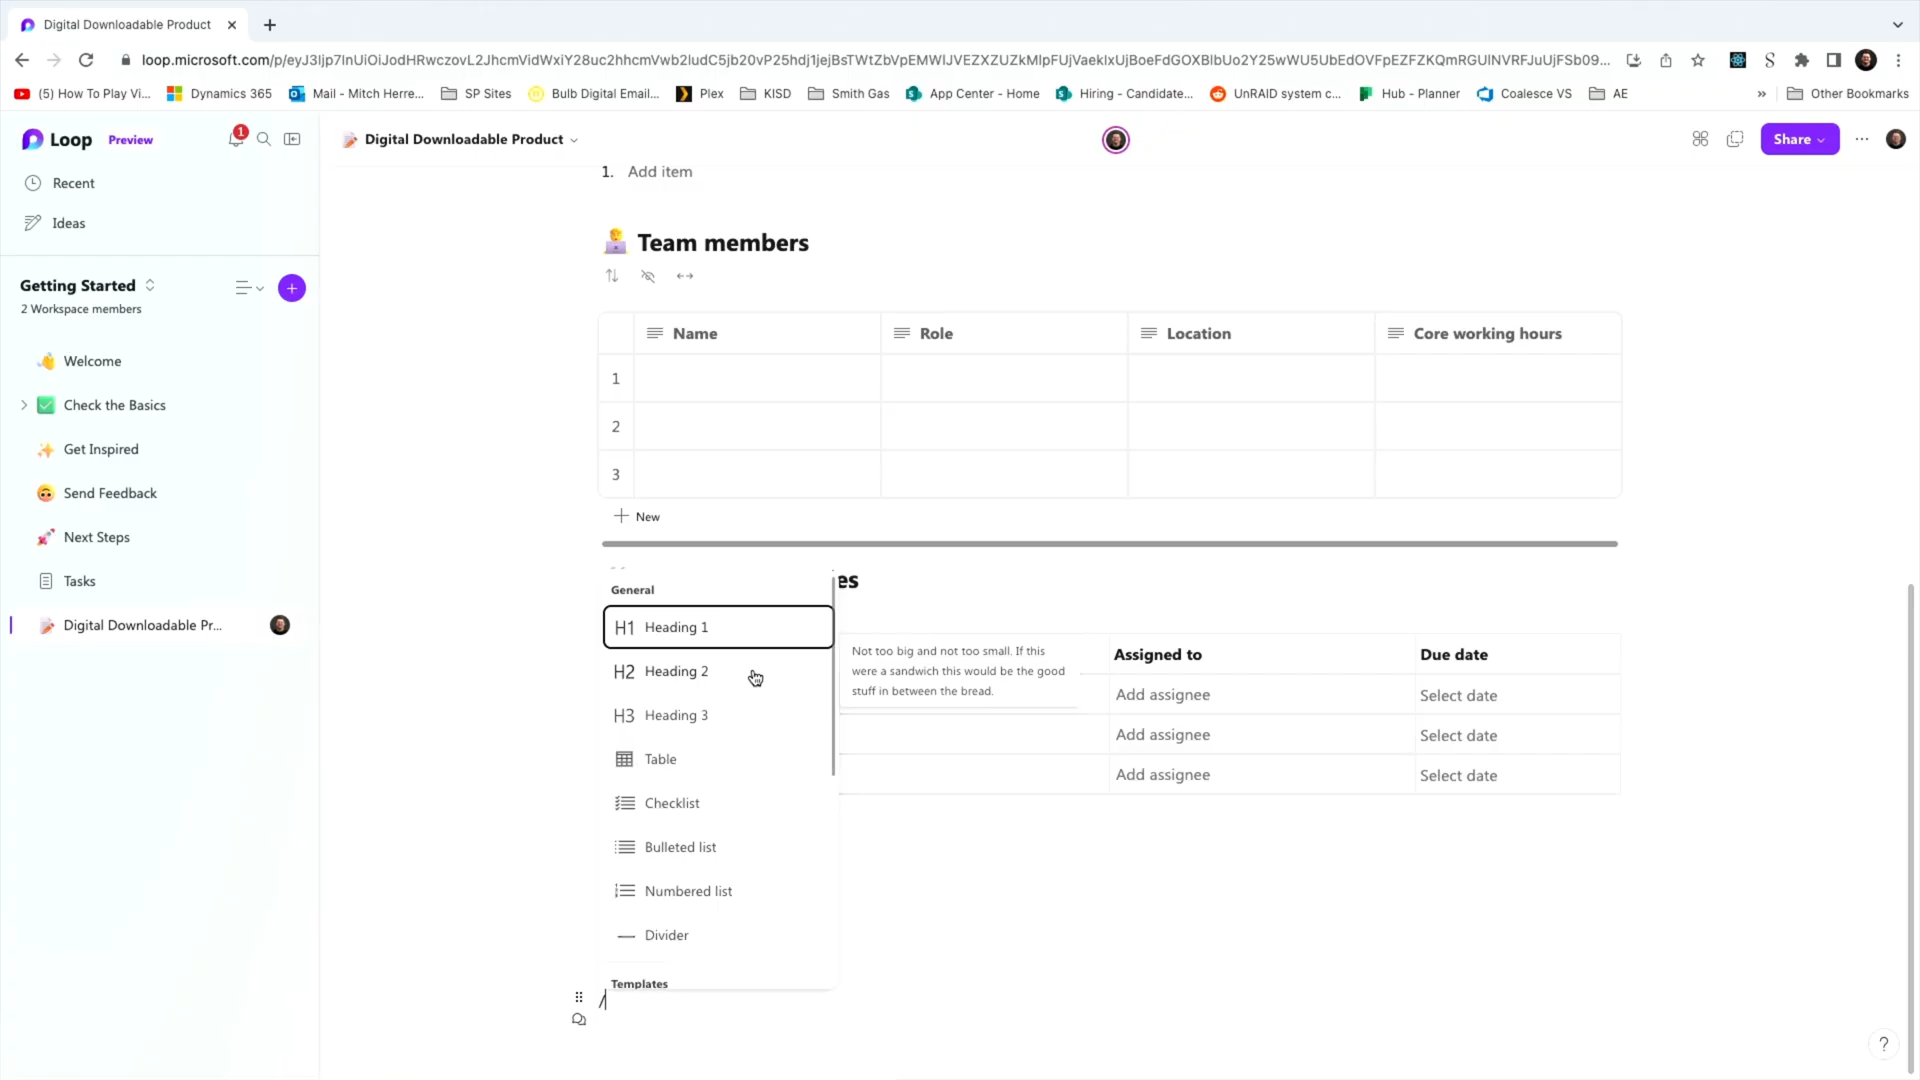 Digital Downloadable Product
loop.microsoft.com/p/
(5) How To Play Vi...
Dynamics 365
Mail - Mitch Herre...
SP Sites
Bulb Digital Email...
Plex
KISD
Smith Gas
App Center - Home
Hiring - Candidate...
UnRAID system c...
Hub - Planner
Coalesce VS
AE
»
Other Bookmarks
Loop
Preview
1
Digital Downloadable Product
Share
Recent
Ideas
Getting Started
2 Workspace members
Welcome
Check the Basics
Get Inspired
Send Feedback
Next Steps
Tasks
Digital Downloadable Pr...
1. Add item
Team members
Name Role Location Core working hours
1
2
3
New
es
General
H1 Heading 1
H2 Heading 2
H3 Heading 3
Table
Checklist
Bulleted list
Numbered list
Divider
Templates
/
Not too big and not too small. If this
were a sandwich this would be the good
stuff in between the bread.
Assigned to Due date
Add assignee Select date
Add assignee Select date
Add assignee Select date
?